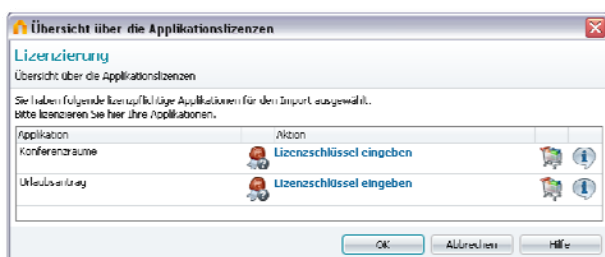 Übersicht über die Applikationslizenzen
Lizenzierung
Übersicht über die Applikationslizenzen
Sie haben folgende lizenzpflichtige Applikationen für den Import ausgewählt.
Bitte lizenzieren Sie hier Ihre Applikationen.
Applikation Aktion
Konferenzräume Lizenzschlüssel eingeben
Urlaubsantrag Lizenzschlüssel eingeben
OK Abbrechen Hilfe